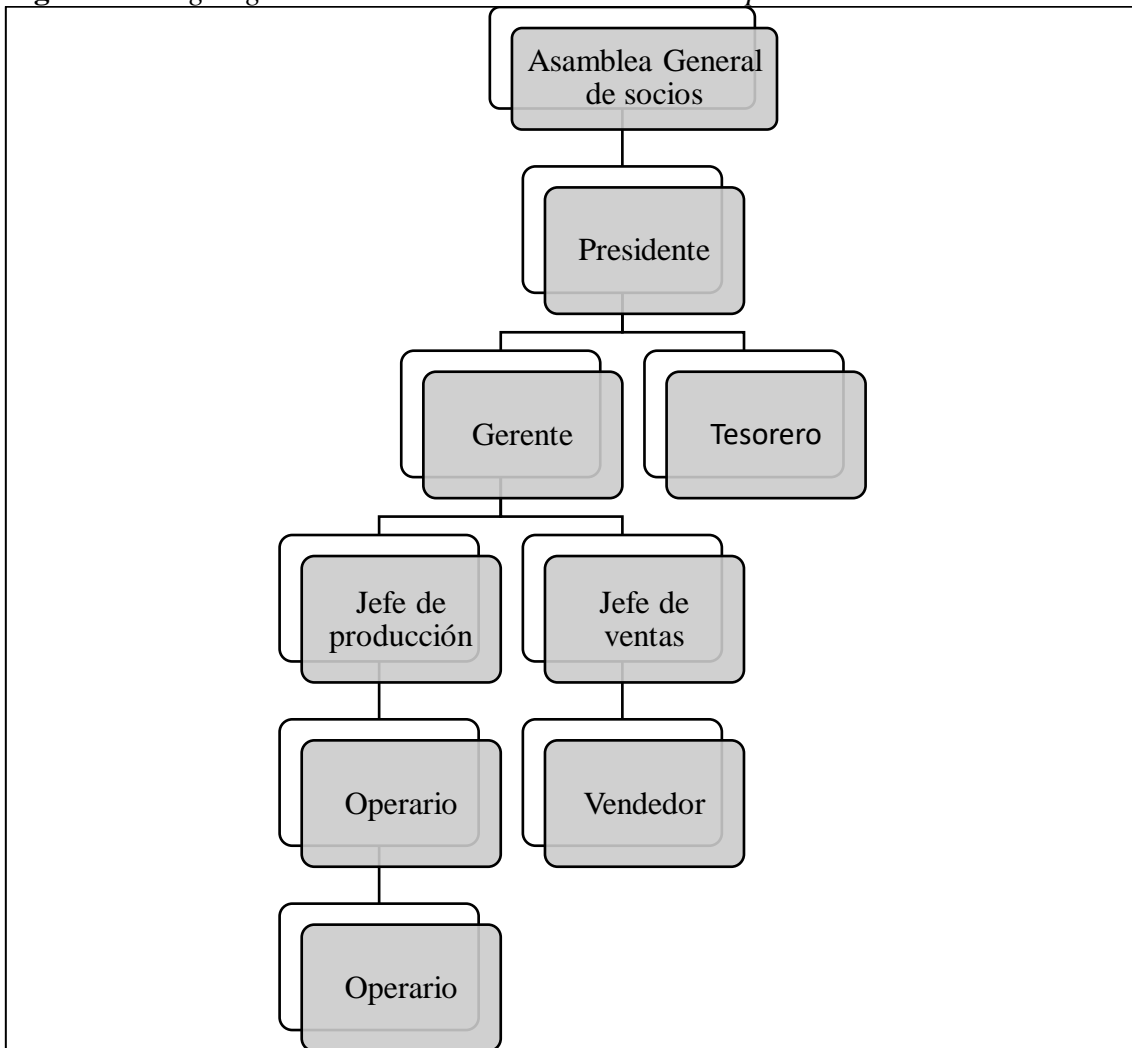 Asamblea General
de socios
Presidente
Gerente
Tesorero
Jefe de
producción
Jefe de
ventas
Operario
Vendedor
Operario